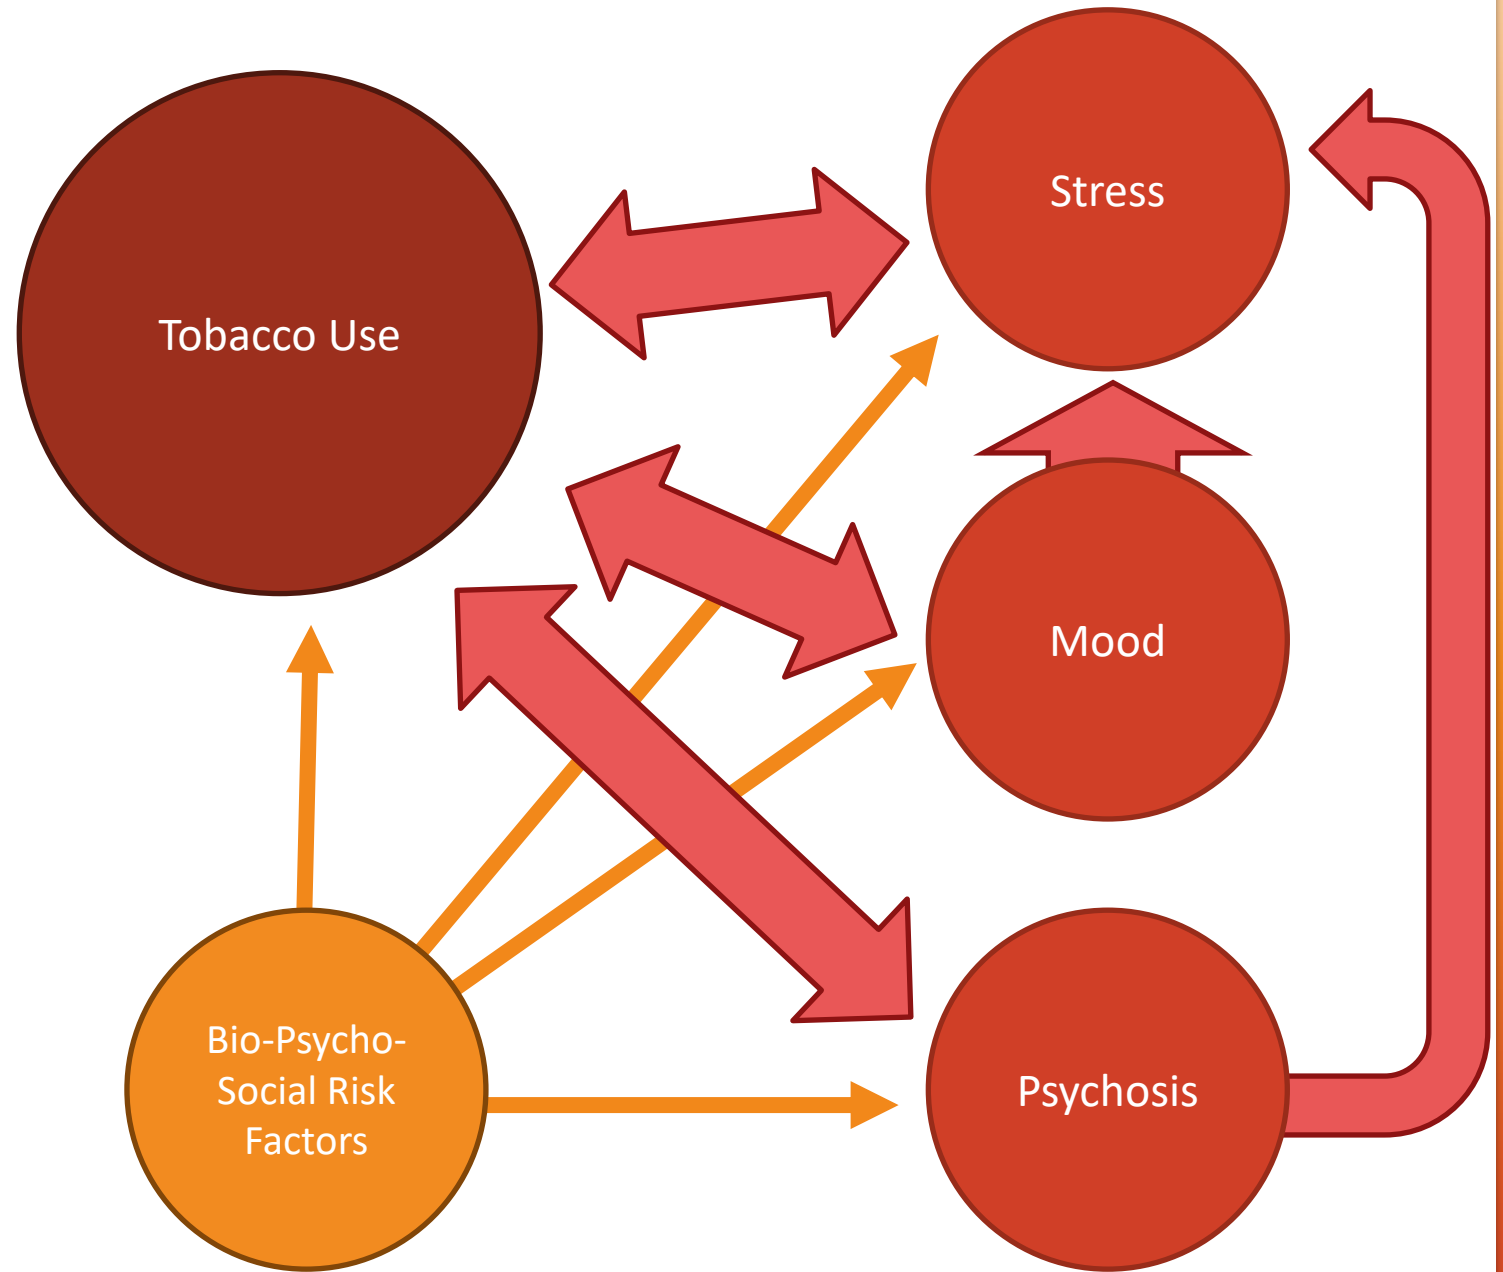 Stress
Tobacco Use
Mood
Bio-Psycho-
Social Risk
Factors
Psychosis